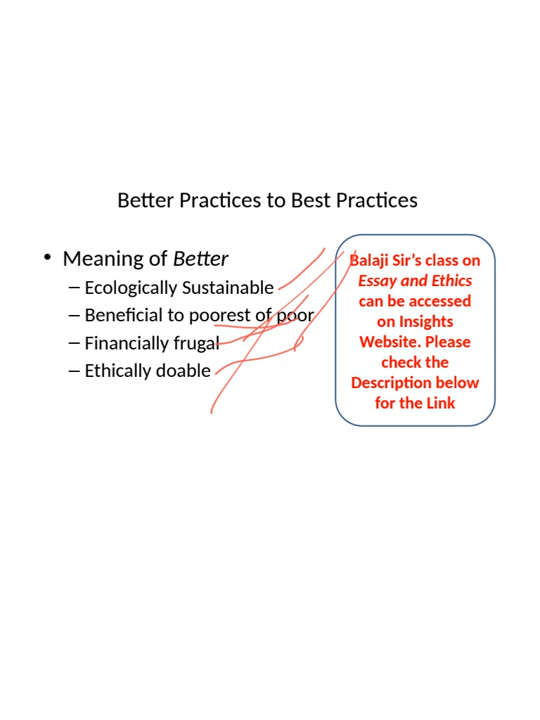 Better Practices to Best Practices
• Meaning of Better
– Ecologically Sustainable
– Beneficial to poorest of poor
– Financially frugal
– Ethically doable
Balaji Sir's class on
Essay and Ethics
can be accessed
on Insights
Website. Please
check the
Description below
for the Link